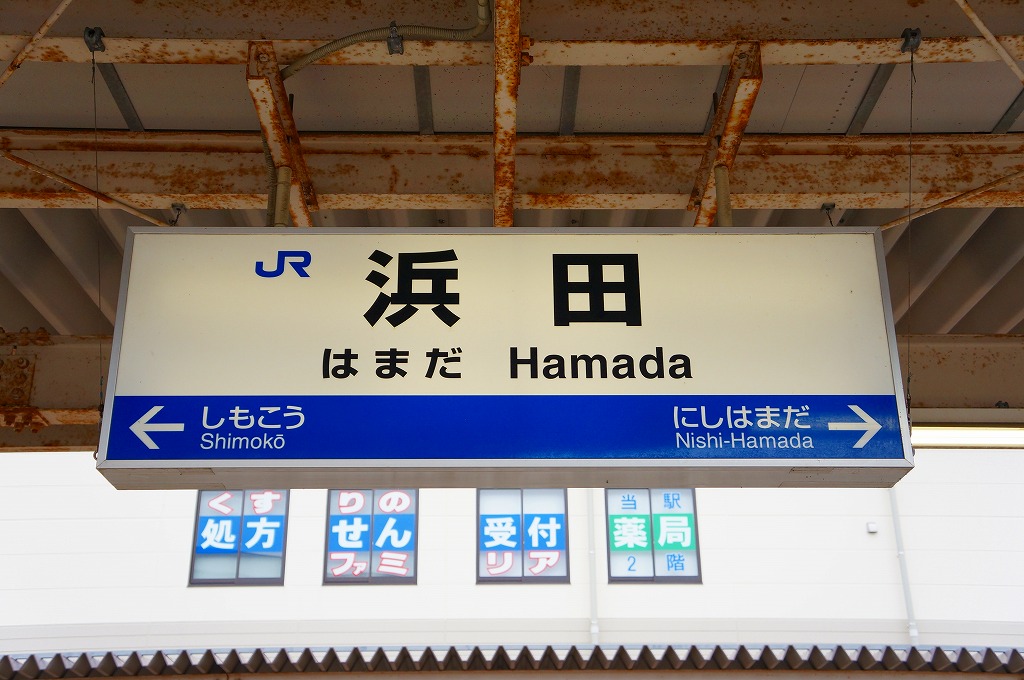 JR 浜田
はまだ Hamada
しもこう
Shimokō
にしはまだ
Nishi-Hamada
くすりの
処方せん受付
ファミリア
当駅
薬局
2階